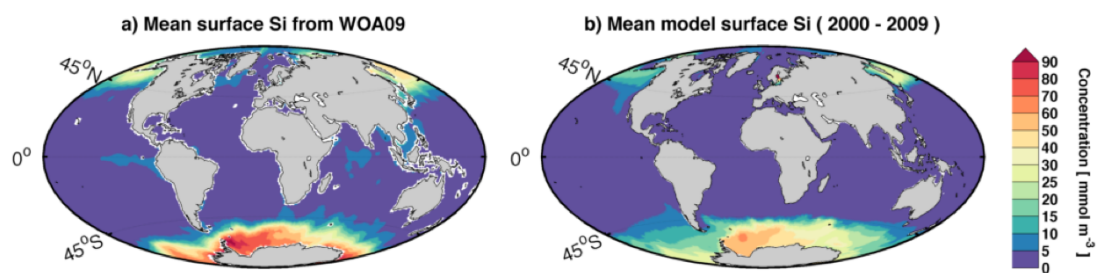 a) Mean surface Si from WOA09
b) Mean model surface Si ( 2000 - 2009 )
45°N
0°
45°S
45°N
0°
45°S
90
80
70
60
50
40
30
25
20
15
10
5
0
Concentration [ mmol m⁻³ ]